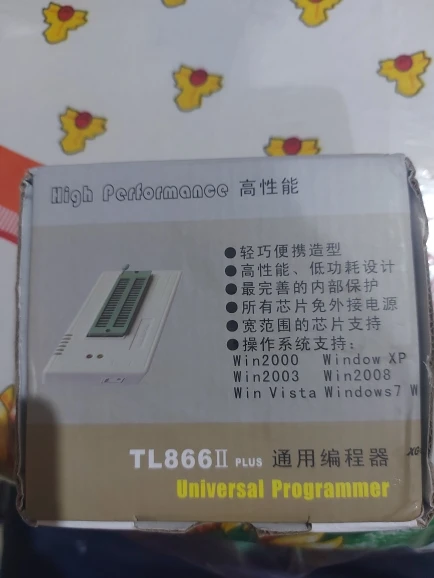 High Performance 高性能
●轻巧便携造型
●高性能、低功耗设计
●最完善的内部保护
●所有芯片免外接电源
●宽范围的芯片支持
●操作系统支持:
Win2000 Window XP
Win2003 Win2008
Win Vista Windows7 W
TL866II PLUS 通用编程器
Universal Programmer